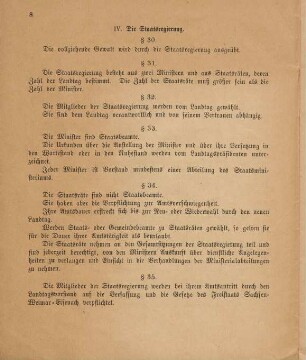 8
IV. Die Staatsregierung.
§ 30.
Die vollziehende Gewalt wird durch die Staatsregierung ausgeübt.
§ 31.
Die Staatsregierung besteht aus zwei Ministern und aus Staatsräten, deren
Zahl der Landtag bestimmt. Die Zahl der Staatsräte darf nicht größer sein als die
Zahl der Minister.
§ 32.
Die Mitglieder der Staatsregierung werden vom Landtag gewählt.
Sie sind dem Landtag verantwortlich und von seinem Vertrauen abhängig.
§ 33.
Die Minister sind Staatsbeamte.
Die Urkunden über die Anstellung der Minister und über ihre Versetzung in
den Wartestand oder in den Ruhestand werden vom Landtagspräsidenten unter-
zeichnet.
Jeder Minister ist Vorstand mindestens einer Abteilung des Staatsmini-
steriums.
§ 34.
Die Staatsräte sind nicht Staatsbeamte.
Sie haben aber die Verpflichtung zur Amtsverschwiegenheit.
Ihre Amtsdauer erstreckt sich bis zur Neu- oder Wiederwahl durch den neuen
Landtag.
Werden Staats- oder Gemeindebeamte zu Staatsräten gewählt, so gelten sie
für die Dauer ihrer Amtstätigkeit als beurlaubt.
Die Staatsräte nehmen an den Gesamtsitzungen der Staatsregierung teil und
sind jederzeit berechtigt, von den Ministern Auskunft über dienstliche Angelegen-
heiten zu verlangen und Einsicht in die Verhandlungen der Ministerialabteilungen
zu nehmen.
§ 35.
Die Mitglieder der Staatsregierung werden bei ihrem Amtsantritt durch den
Landtagsvorstand auf die Verfassung und die Gesetze des Freistaats Sachsen-
Weimar-Eisenach verpflichtet.